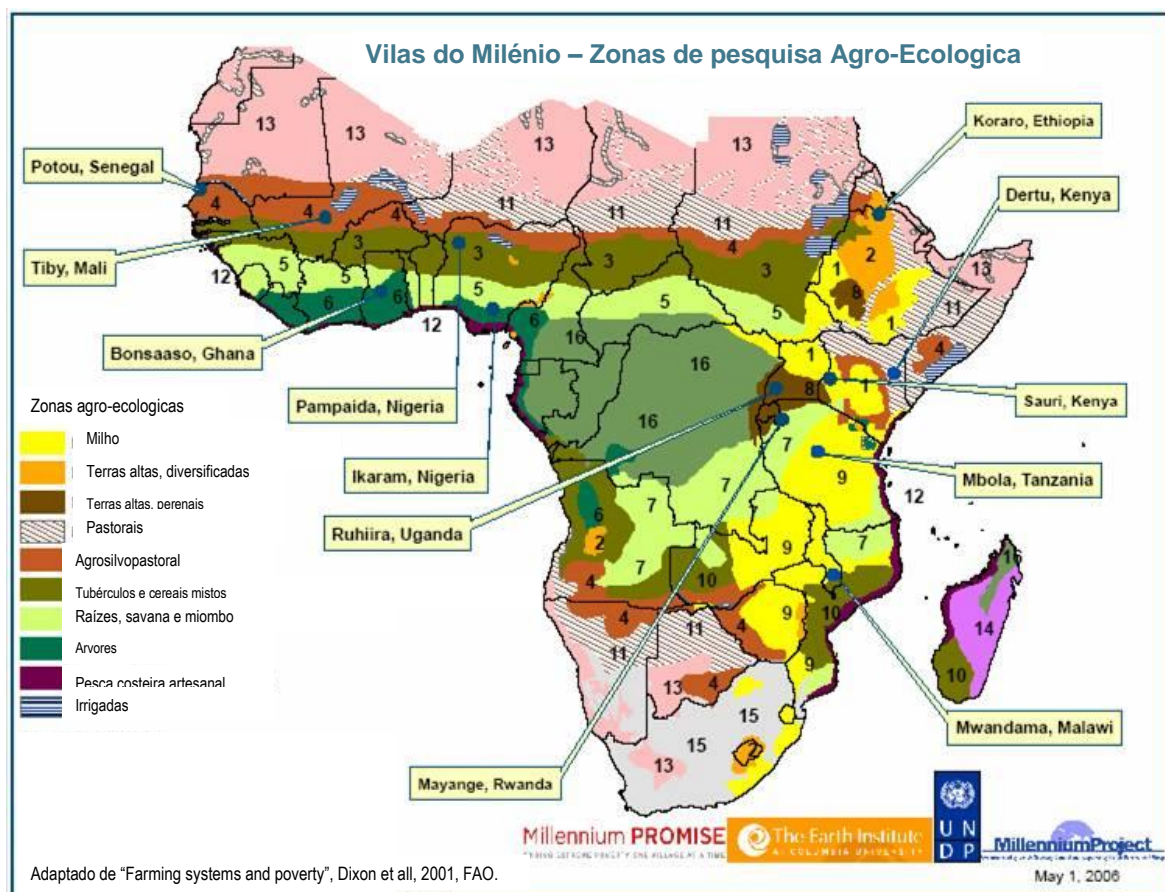 Vilas do Milénio – Zonas de pesquisa Agro-Ecologica
Koraro, Ethiopia
Potou, Senegal
Dertu, Kenya
Tiby, Mali
Bonsaaso, Ghana
Pampaida, Nigeria
Sauri, Kenya
Ikaram, Nigeria
Mbola, Tanzania
Ruhiira, Uganda
Mwandama, Malawi
Mayange, Rwanda
13 13 13 13
11 11 11
4 4 4 4
3 3 3 3
2
1
8
13
11
1
12
5 5 5 5 5
6 6 6
12
16 16 16
1
8
4
1
7
9
12
6
2
7 7
4
10
9
7
4
11
11
4
9
10
9
13
4
15
15
13
2
16
14
10
Zonas agro-ecologicas
Milho
Terras altas, diversificadas
Terras altas, perenais
Pastorais
Agrosilvopastoral
Tubérculos e cereais mistos
Raízes, savana e miombo
Arvores
Pesca costeira artesanal
Irrigadas
Millennium PROMISE
The Earth Institute
AT COLUMBIA UNIVERSITY
U N
D P
MillenniumProject
May 1, 2006
Adaptado de “Farming systems and poverty”, Dixon et all, 2001, FAO.